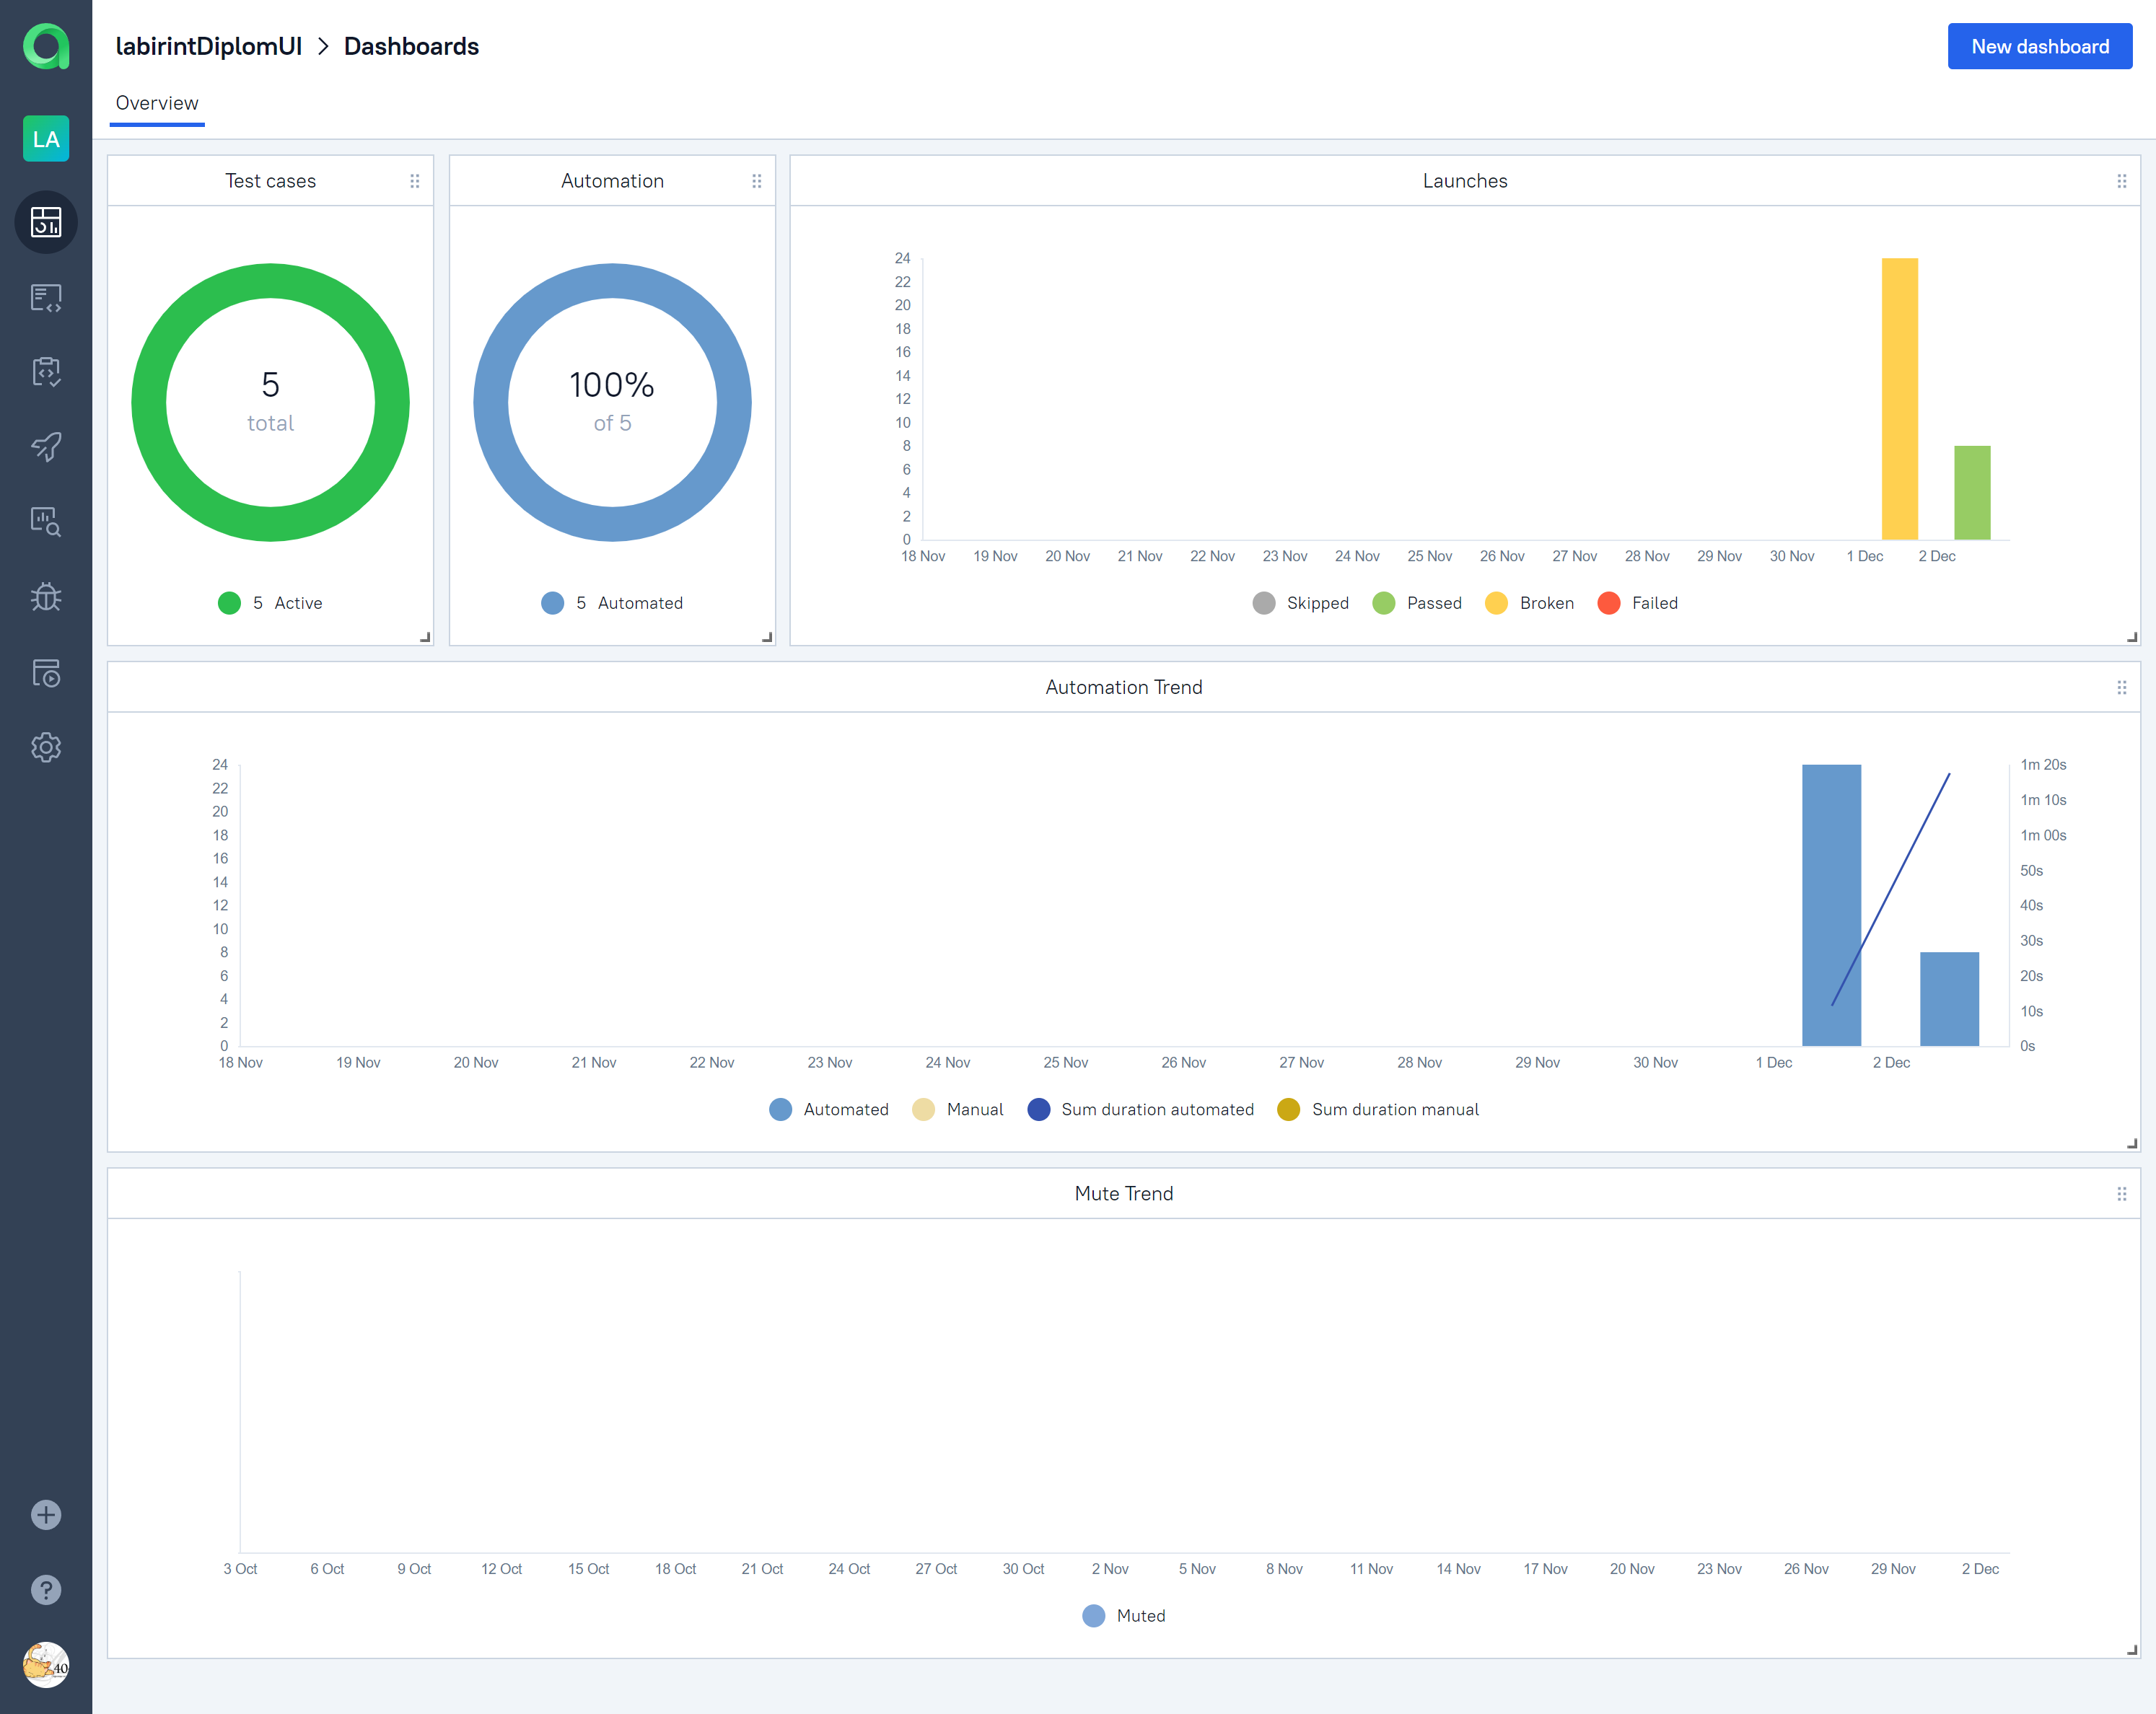 labirintDiplomUI > Dashboards
New dashboard
Overview
LA
Test cases
5
total
5 Active
Automation
100%
of 5
5 Automated
Launches
24
22
20
18
16
14
12
10
8
6
4
2
0
18 Nov 19 Nov 20 Nov 21 Nov 22 Nov 23 Nov 24 Nov 25 Nov 26 Nov 27 Nov 28 Nov 29 Nov 30 Nov 1 Dec 2 Dec
Skipped Passed Broken Failed
Automation Trend
24 1m 20s
22
20 1m 10s
18 1m 00s
16
14 50s
12 40s
10
8 30s
6 20s
4
2 10s
0 0s
18 Nov 19 Nov 20 Nov 21 Nov 22 Nov 23 Nov 24 Nov 25 Nov 26 Nov 27 Nov 28 Nov 29 Nov 30 Nov 1 Dec 2 Dec
Automated Manual Sum duration automated Sum duration manual
Mute Trend
3 Oct 6 Oct 9 Oct 12 Oct 15 Oct 18 Oct 21 Oct 24 Oct 27 Oct 30 Oct 2 Nov 5 Nov 8 Nov 11 Nov 14 Nov 17 Nov 20 Nov 23 Nov 26 Nov 29 Nov 2 Dec
Muted
?
40